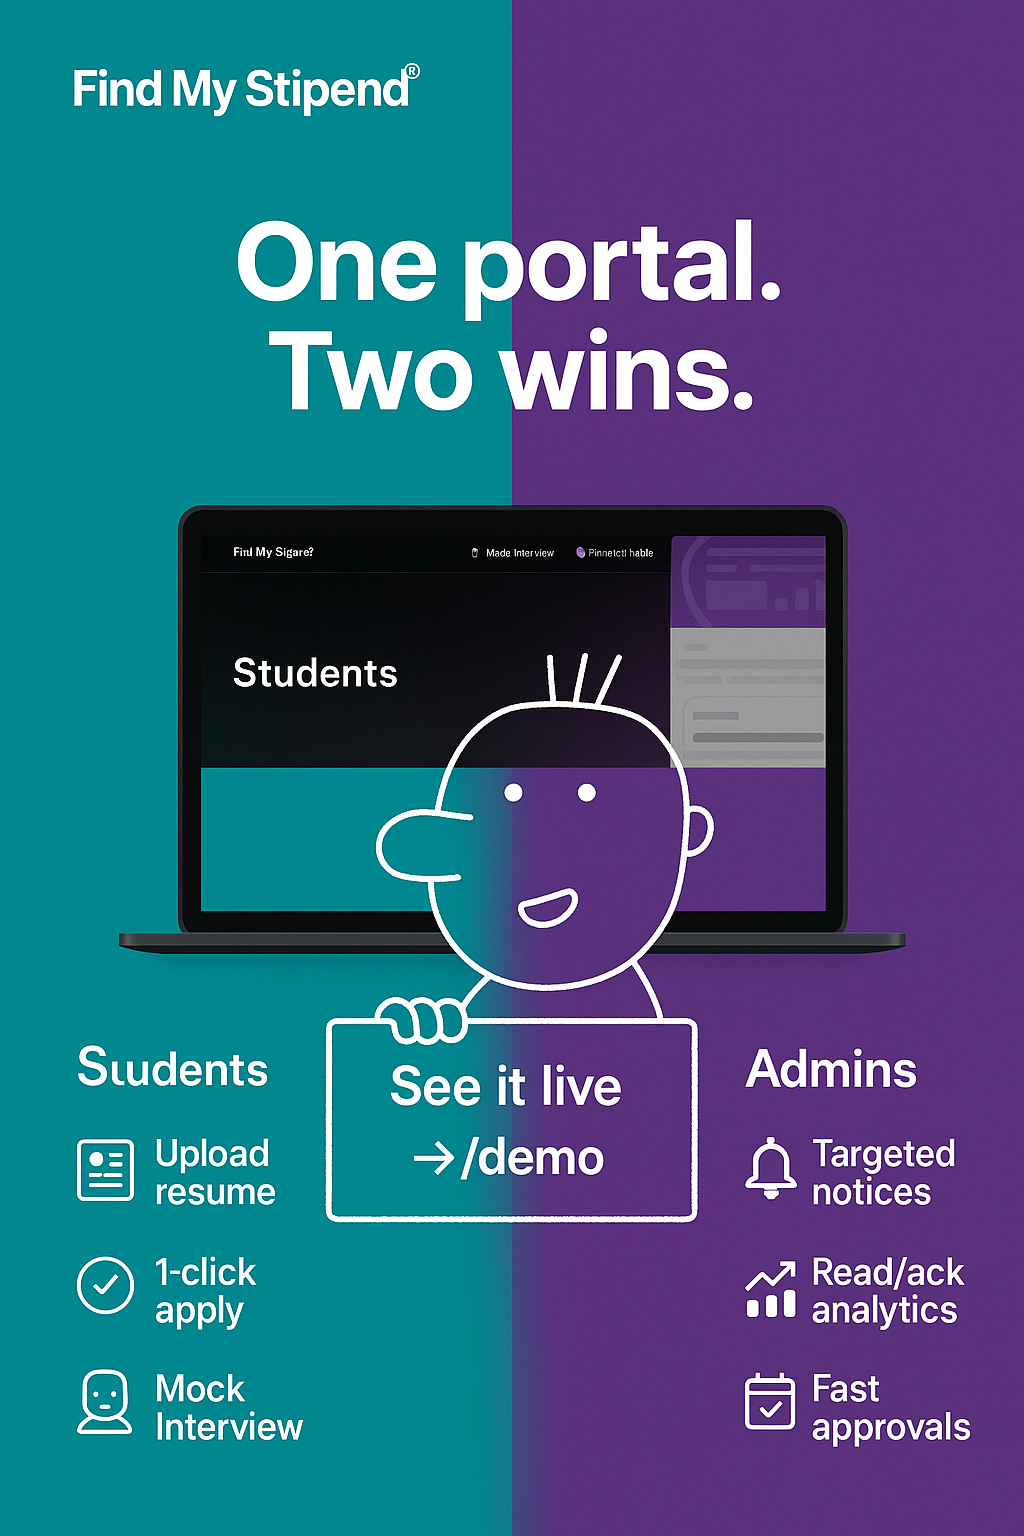 Find My Stipend®
One portal.
Two wins.
Find My Sigare?
Made Interview
Pinnetctl hable
Students
See it live
→/demo
Students
Upload
resume
1-click
apply
Mock
Interview
Admins
Targeted
notices
Read/ack
analytics
Fast
approvals